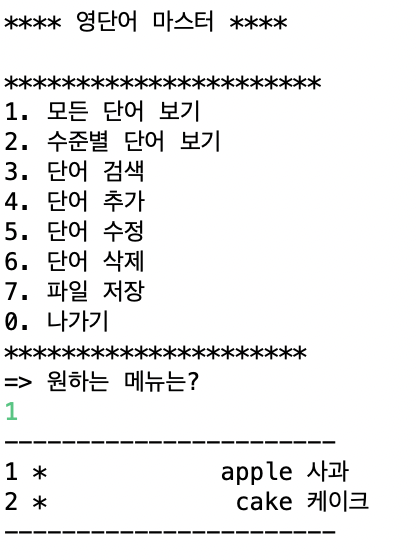 **** 영단어 마스터 ****
**********************
1. 모든 단어 보기
2. 수준별 단어 보기
3. 단어 검색
4. 단어 추가
5. 단어 수정
6. 단어 삭제
7. 파일 저장
0. 나가기
*********************
=> 원하는 메뉴는?
1
-----------------------
1 *            apple 사과
2 *             cake 케이크
-----------------------